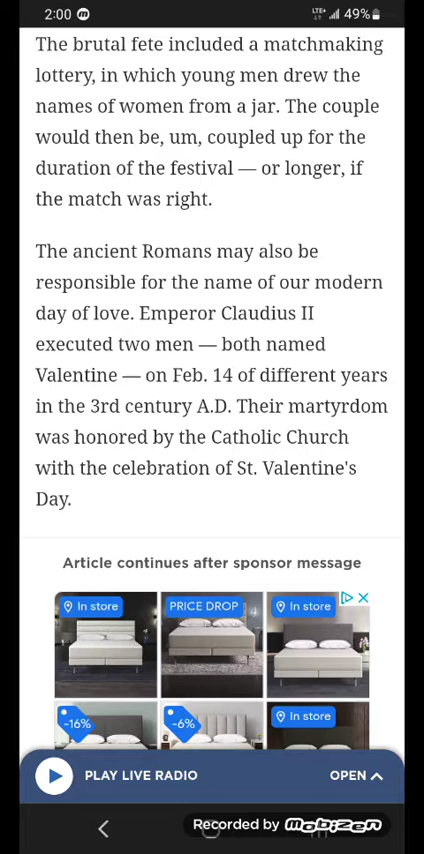 2:00
LTE+
49%
The brutal fete included a matchmaking
lottery, in which young men drew the
names of women from a jar. The couple
would then be, um, coupled up for the
duration of the festival — or longer, if
the match was right.
The ancient Romans may also be
responsible for the name of our modern
day of love. Emperor Claudius II
executed two men — both named
Valentine — on Feb. 14 of different years
in the 3rd century A.D. Their martyrdom
was honored by the Catholic Church
with the celebration of St. Valentine's
Day.
Article continues after sponsor message
In store
PRICE DROP
In store
-16%
-6%
In store
PLAY LIVE RADIO
OPEN
Recorded by mobizen